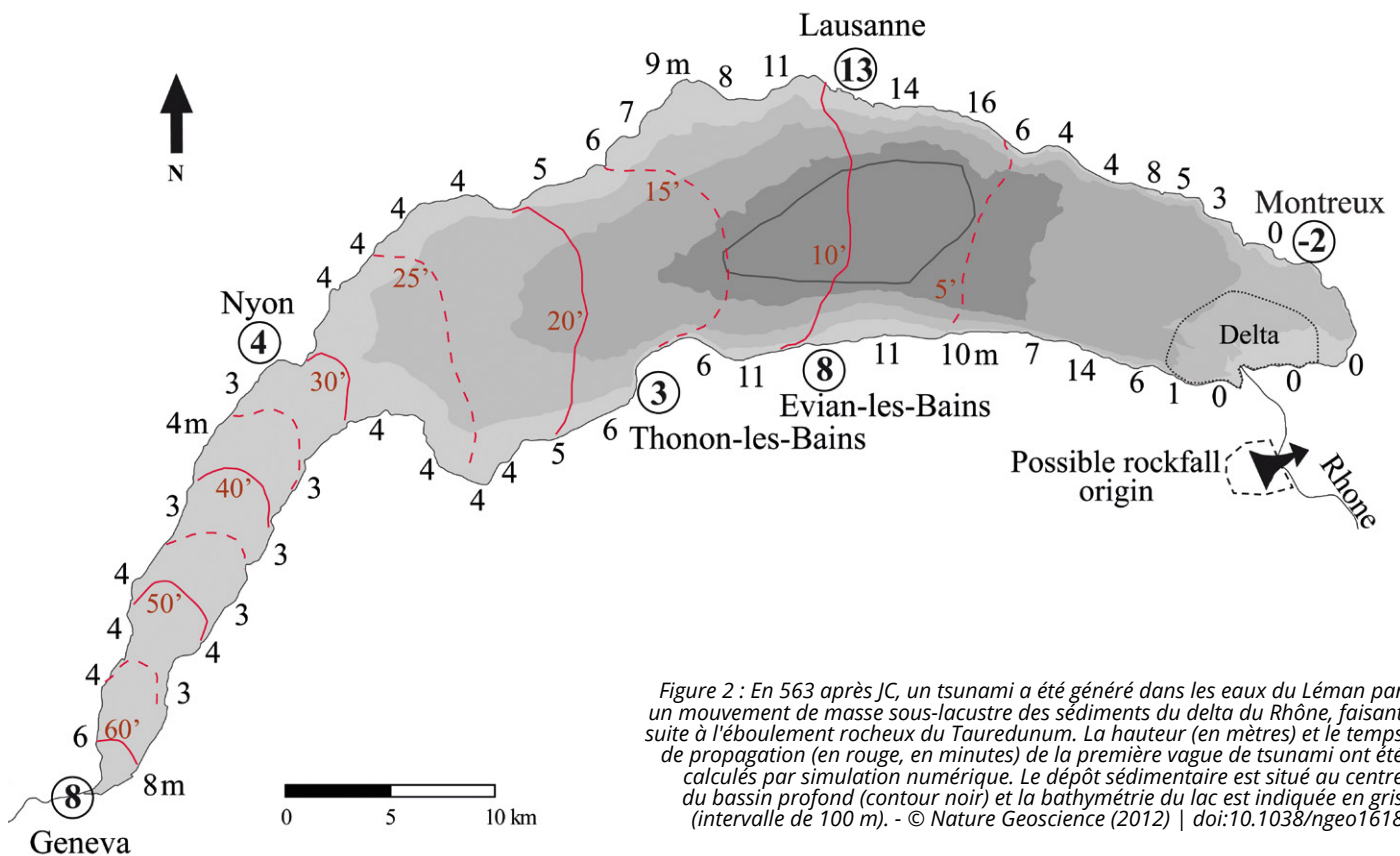 Lausanne
13
9 m
8
11
14
16
7
6
6
4
4
8
5
3
Montreux
0
-2
N
5
4
4
4
4
15'
10'
5'
25'
20'
Nyon
4
30'
3
4m
Delta
0
0
0
1
6
14
7
10 m
11
8
Evian-les-Bains
11
6
3
Thonon-les-Bains
6
5
4
4
4
4
Possible rockfall
origin
Rhone
40'
3
3
3
4
50'
3
4
4
4
3
60'
6
8 m
8
Geneva
0
5
10 km
Figure 2 : En 563 après JC, un tsunami a été généré dans les eaux du Léman par
un mouvement de masse sous-lacustre des sédiments du delta du Rhône, faisant
suite à l'éboulement rocheux du Tauredunum. La hauteur (en mètres) et le temps
de propagation (en rouge, en minutes) de la première vague de tsunami ont été
calculés par simulation numérique. Le dépôt sédimentaire est situé au centre
du bassin profond (contour noir) et la bathymétrie du lac est indiquée en gris
(intervalle de 100 m). - © Nature Geoscience (2012) | doi:10.1038/ngeo1618